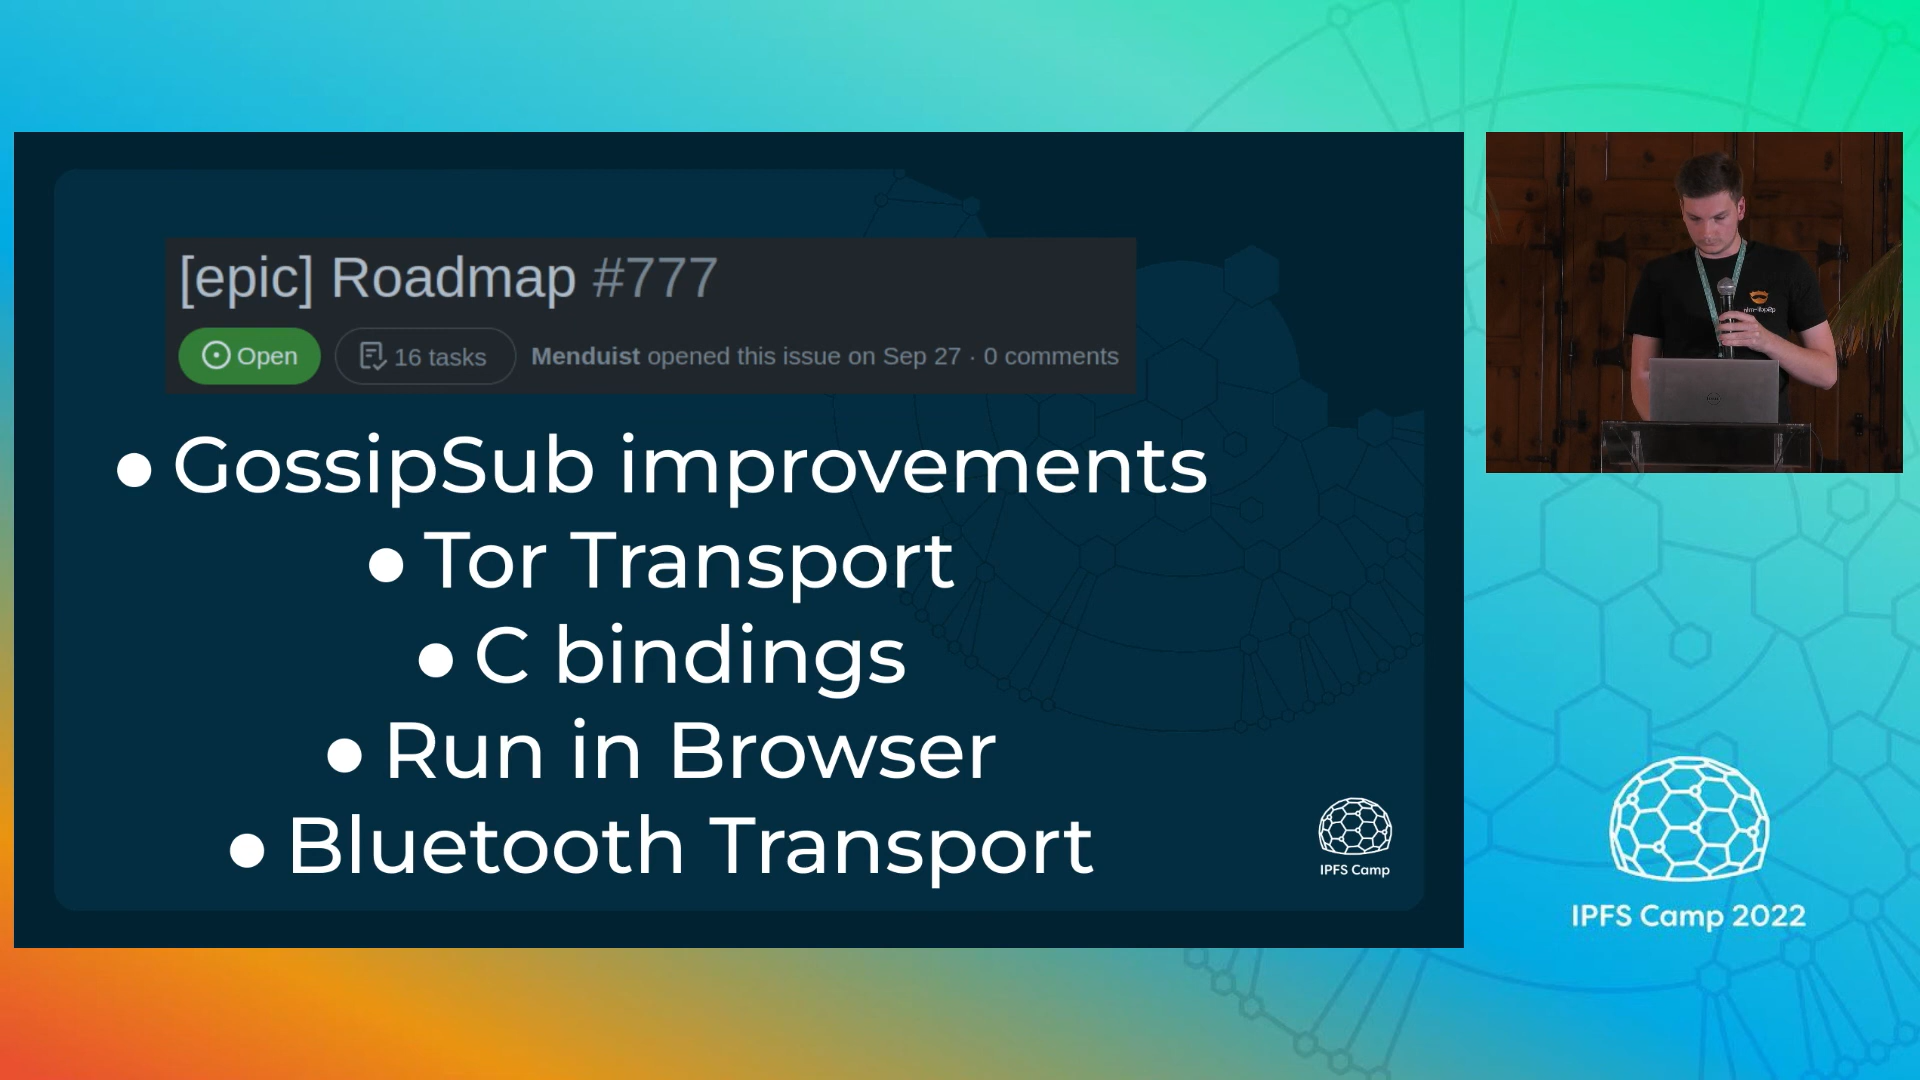 [epic] Roadmap #777
Open
16 tasks
Menduist opened this issue on Sep 27 · 0 comments
● GossipSub improvements
● Tor Transport
● C bindings
● Run in Browser
● Bluetooth Transport
IPFS Camp
IPFS Camp 2022